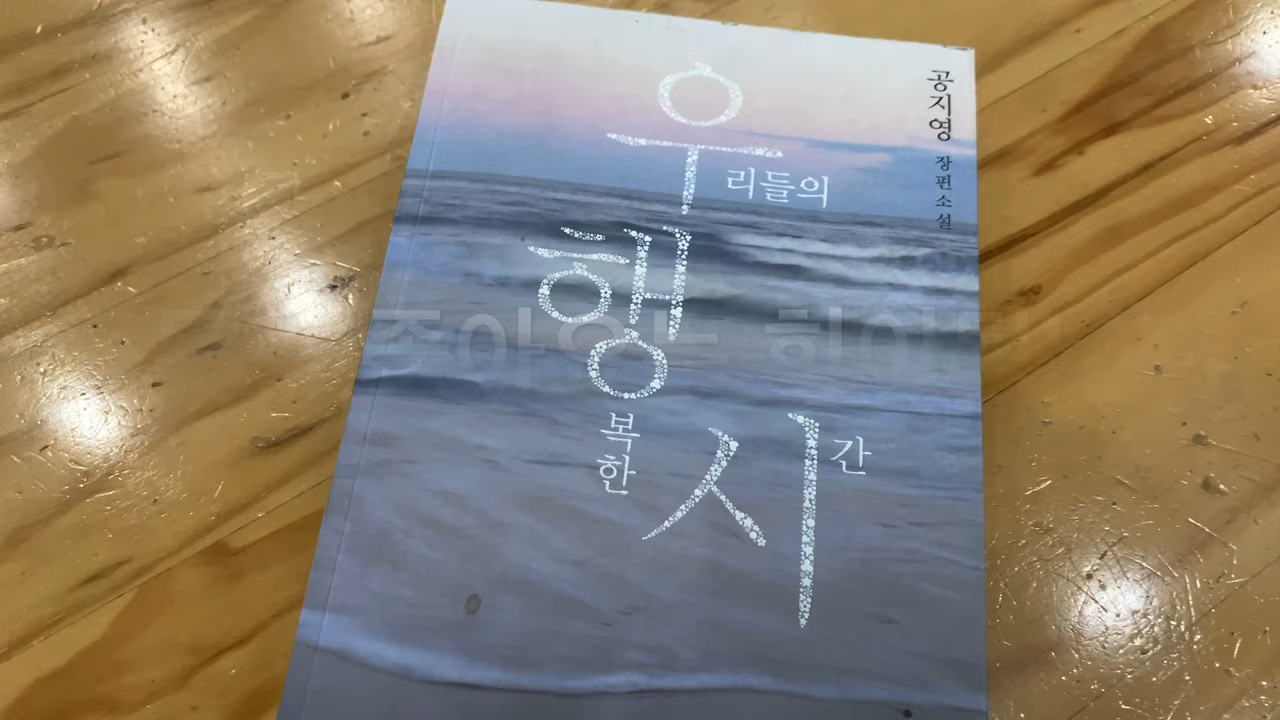 우리들의
행복한
시간
공지영 장편소설